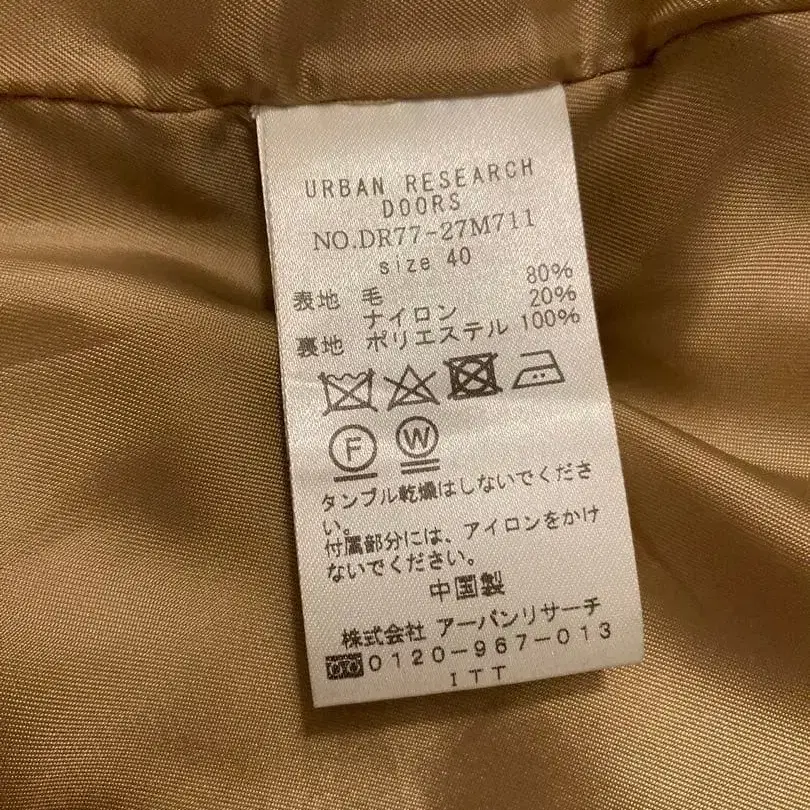 URBAN RESEARCH
DOORS
NO.DR77-27M711
size 40
表地 毛 80%
ナイロン 20%
裏地 ポリエステル 100%
F W
タンブル乾燥はしないでくださ
い。
付属部分には、アイロンをかけ
ないでください。
中国製
株式会社 アーバンリサーチ
0120-967-013
ITT